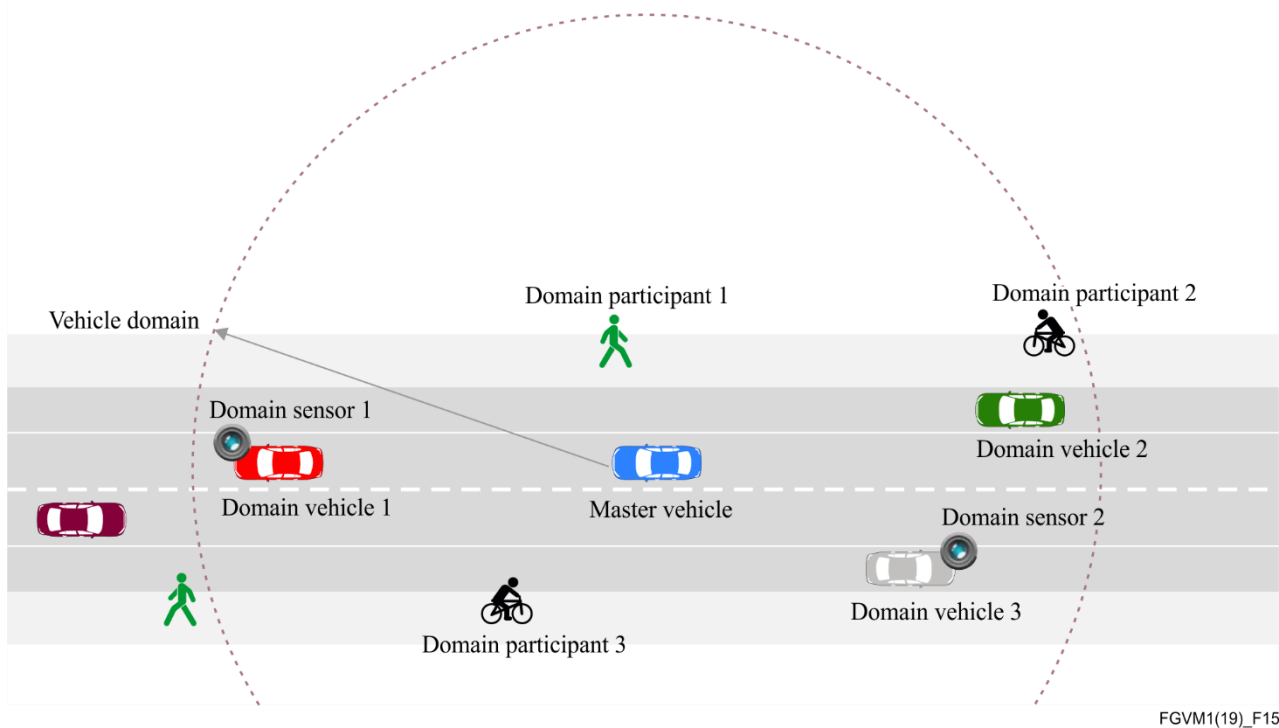 Domain participant 1
Domain participant 2
Vehicle domain
Domain sensor 1
Domain vehicle 2
Domain vehicle 1
Master vehicle
Domain sensor 2
Domain vehicle 3
Domain participant 3
FGVM1(19)_F15